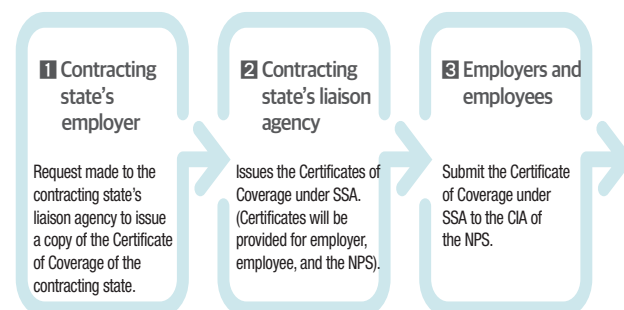 1 Contracting
state's
employer
Request made to the
contracting state's
liaison agency to issue
a copy of the Certificate
of Coverage of the
contracting state.
2 Contracting
state's liaison
agency
Issues the Certificates of
Coverage under SSA.
(Certificates will be
provided for employer,
employee, and the NPS).
3 Employers and
employees
Submit the Certificate
of Coverage under
SSA to the CIA of
the NPS.